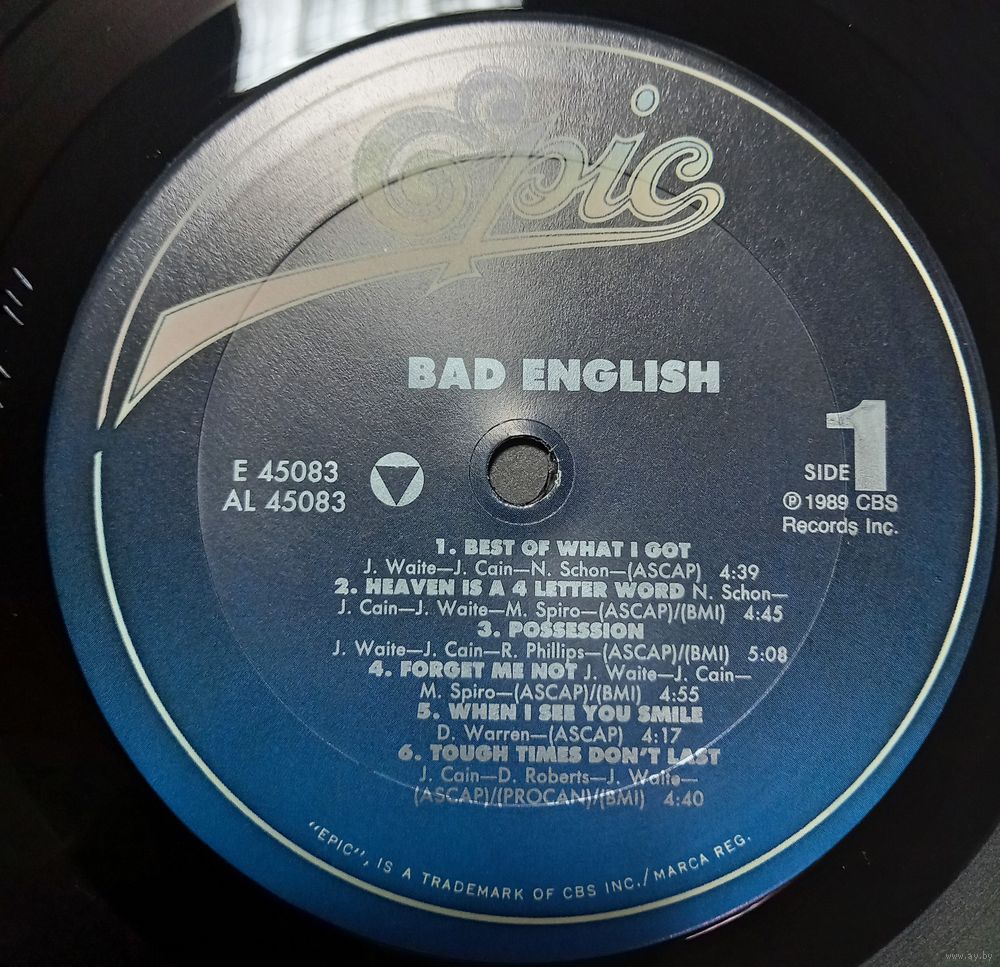 Epic
BAD ENGLISH
E 45083
AL 45083
SIDE 1
Ⓟ 1989 CBS
Records Inc.
1. BEST OF WHAT I GOT
J. Waite—J. Cain—N. Schon—(ASCAP) 4:39
2. HEAVEN IS A 4 LETTER WORD N. Schon—
J. Cain—J. Waite—M. Spiro—(ASCAP)/(BMI) 4:45
3. POSSESSION
J. Waite—J. Cain—R. Phillips—(ASCAP)/(BMI) 5:08
4. FORGET ME NOT J. Waite—J. Cain—
M. Spiro—(ASCAP)/(BMI) 4:55
5. WHEN I SEE YOU SMILE
D. Warren—(ASCAP) 4:17
6. TOUGH TIMES DON'T LAST
J. Cain—D. Roberts—J. Waite—
(ASCAP)/(PROCAN)/(BMI) 4:40
"EPIC", IS A TRADEMARK OF CBS INC./MARCA REG.
www.ay.by